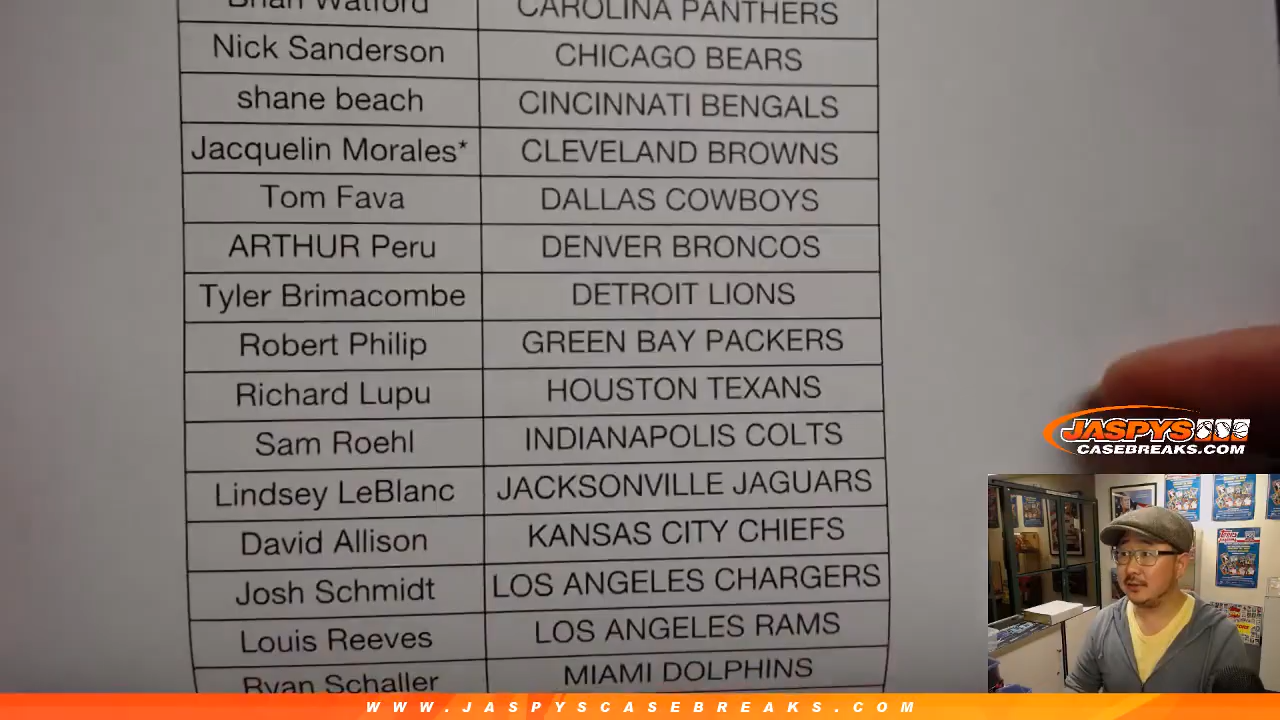 Brian Watford CAROLINA PANTHERS
Nick Sanderson CHICAGO BEARS
shane beach CINCINNATI BENGALS
Jacquelin Morales* CLEVELAND BROWNS
Tom Fava DALLAS COWBOYS
ARTHUR Peru DENVER BRONCOS
Tyler Brimacombe DETROIT LIONS
Robert Philip GREEN BAY PACKERS
Richard Lupu HOUSTON TEXANS
Sam Roehl INDIANAPOLIS COLTS
Lindsey LeBlanc JACKSONVILLE JAGUARS
David Allison KANSAS CITY CHIEFS
Josh Schmidt LOS ANGELES CHARGERS
Louis Reeves LOS ANGELES RAMS
Ryan Schaller MIAMI DOLPHINS
JASPYS
CASEBREAKS.COM
WWW.JASPYSCASEBREAKS.COM